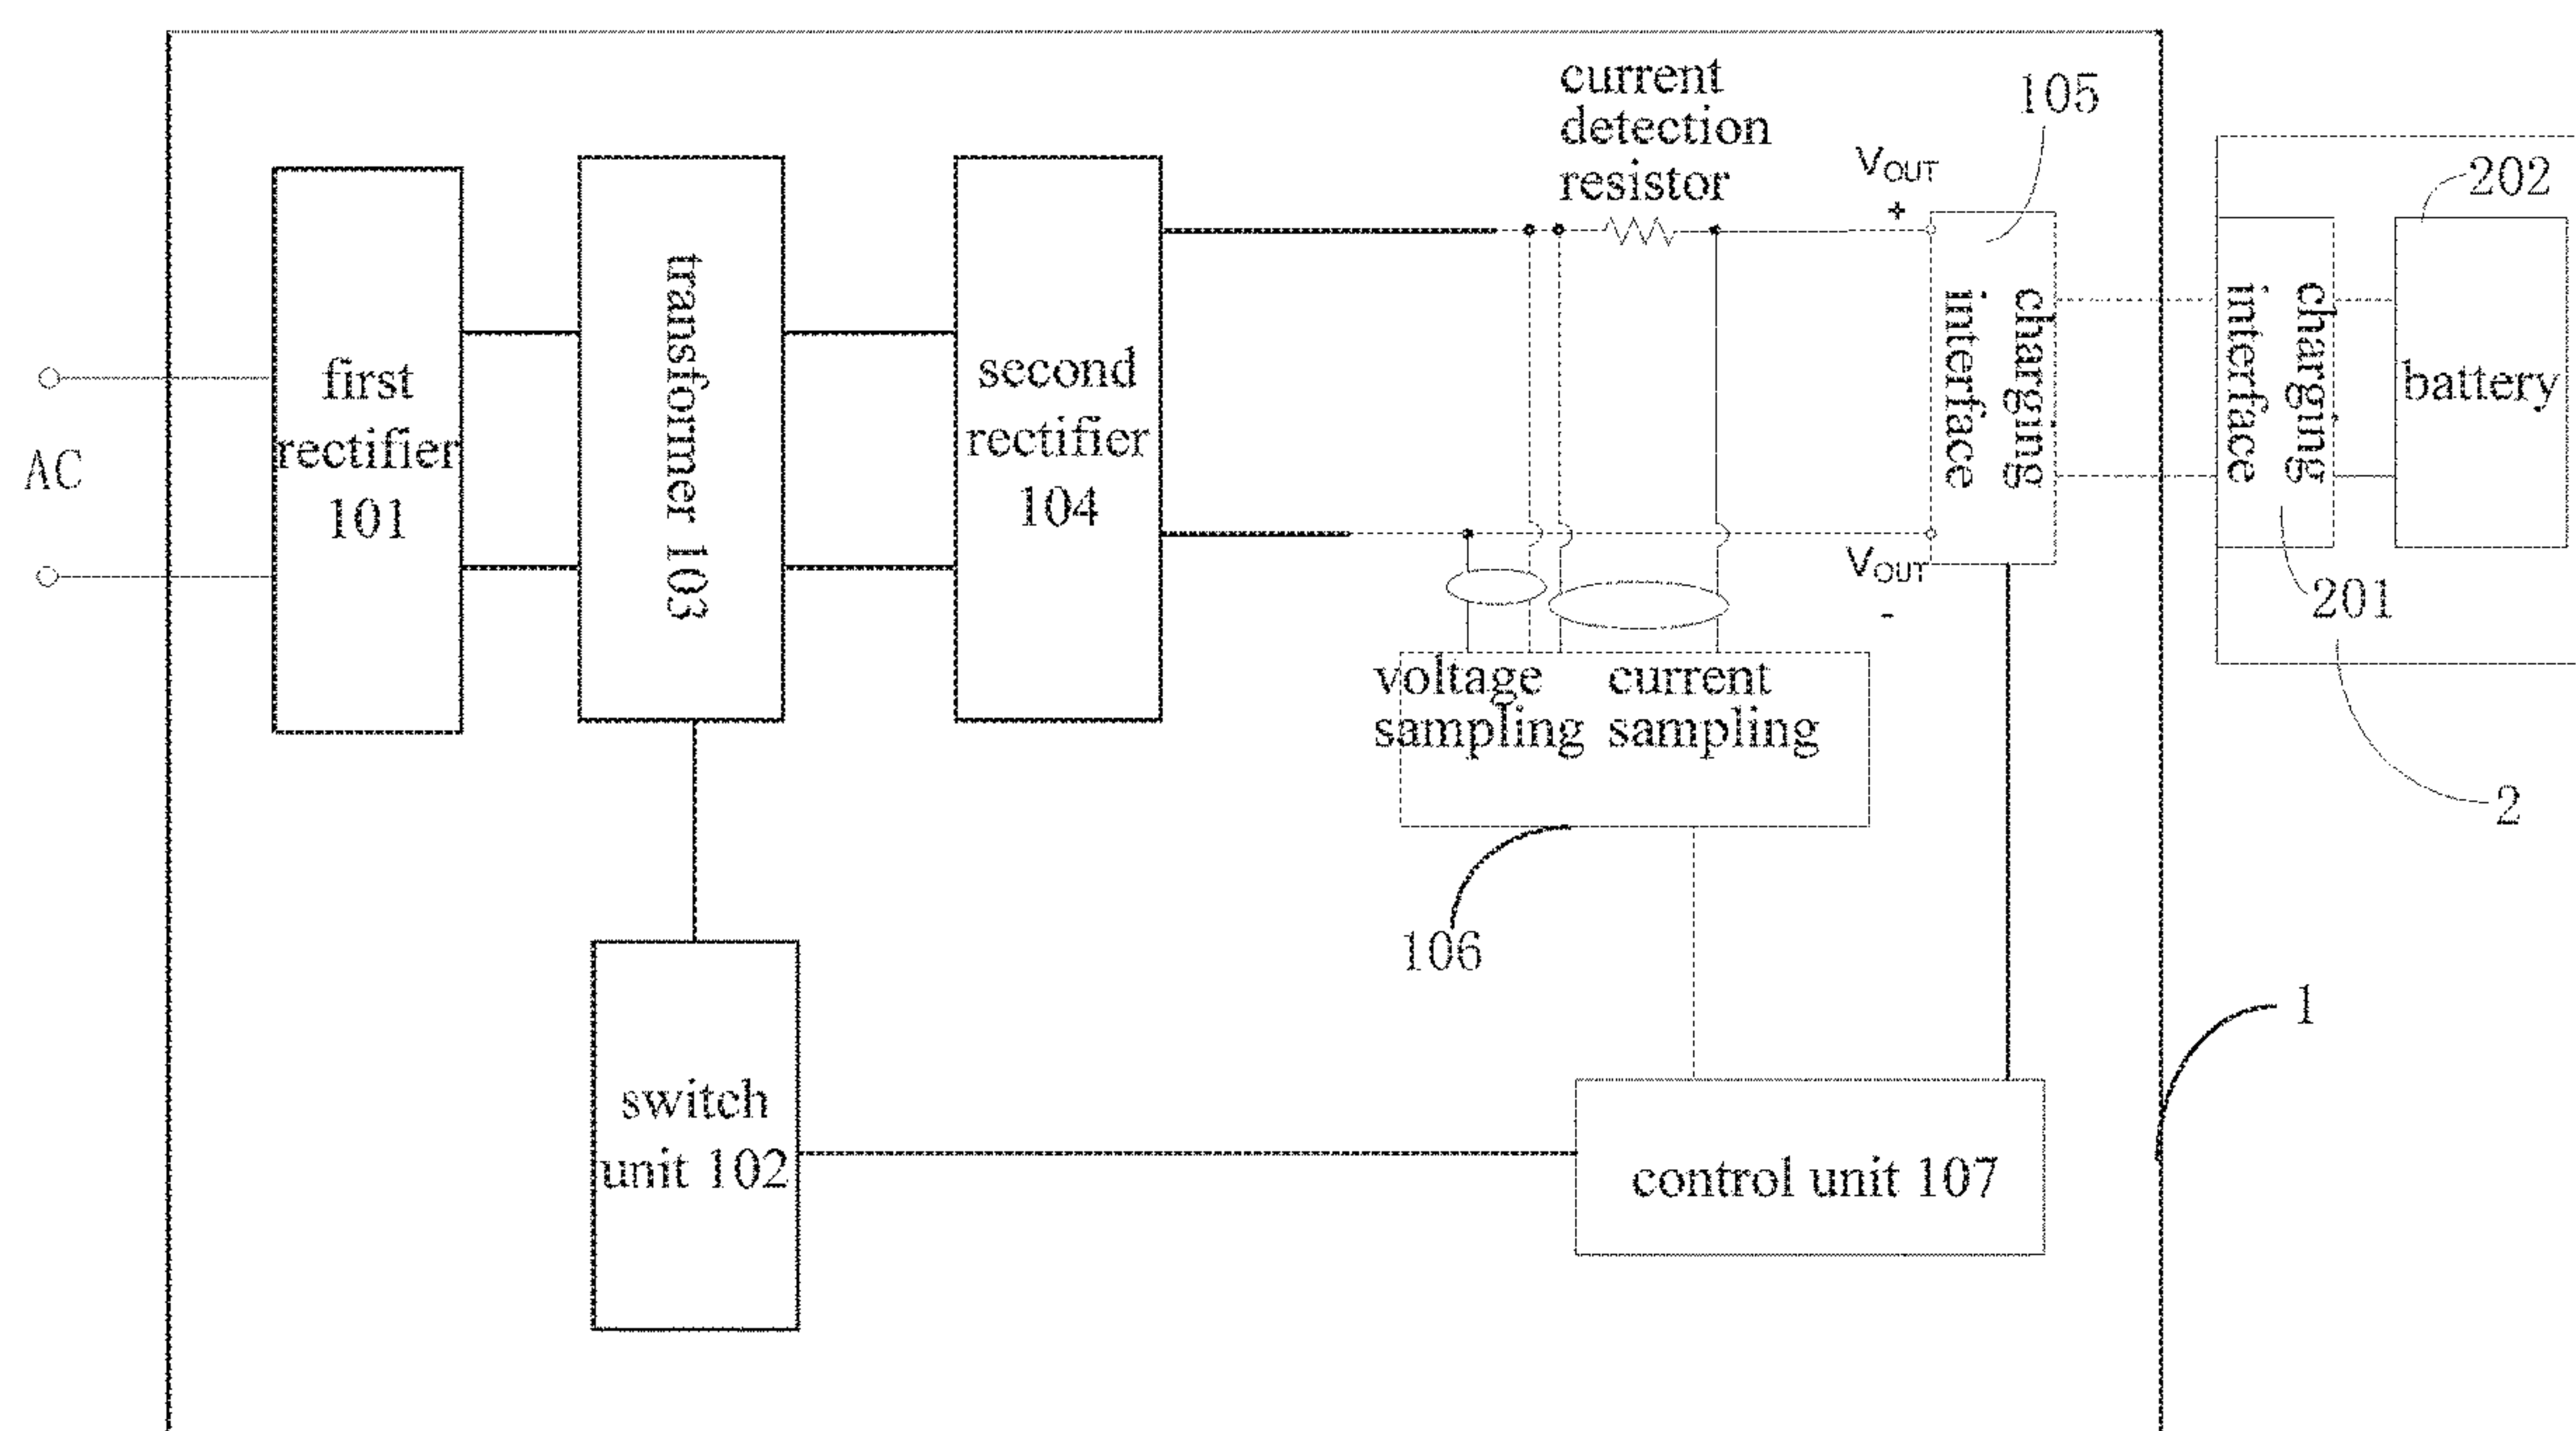 current
detection
resistor
105
VOUT
+
202
first
rectifier
101
transformer 103
second
rectifier
104
charging
interface
charging
interface
battery
AC
VOUT
-
201
voltage
sampling
current
sampling
2
106
1
switch
unit 102
control unit 107